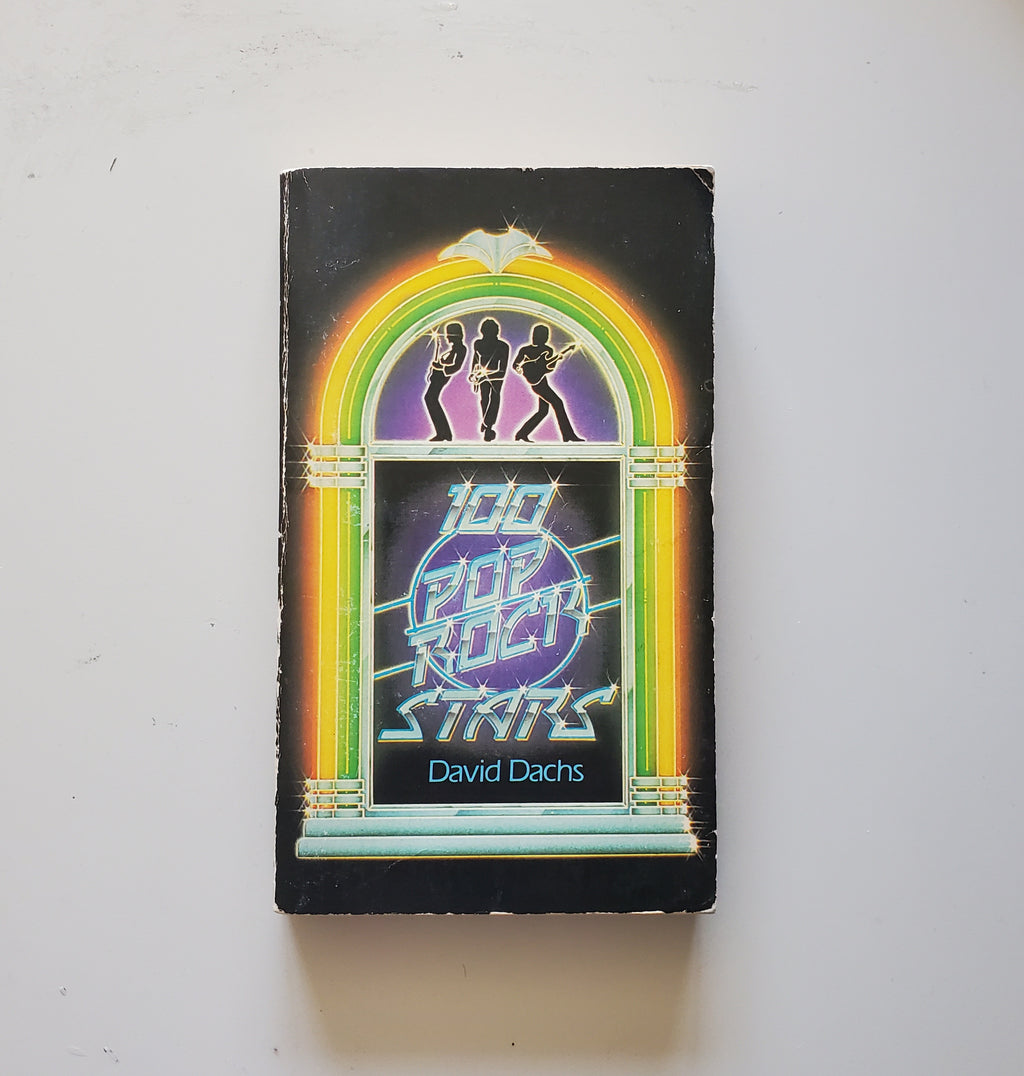 100
POP
ROCK
STARS
David Dachs